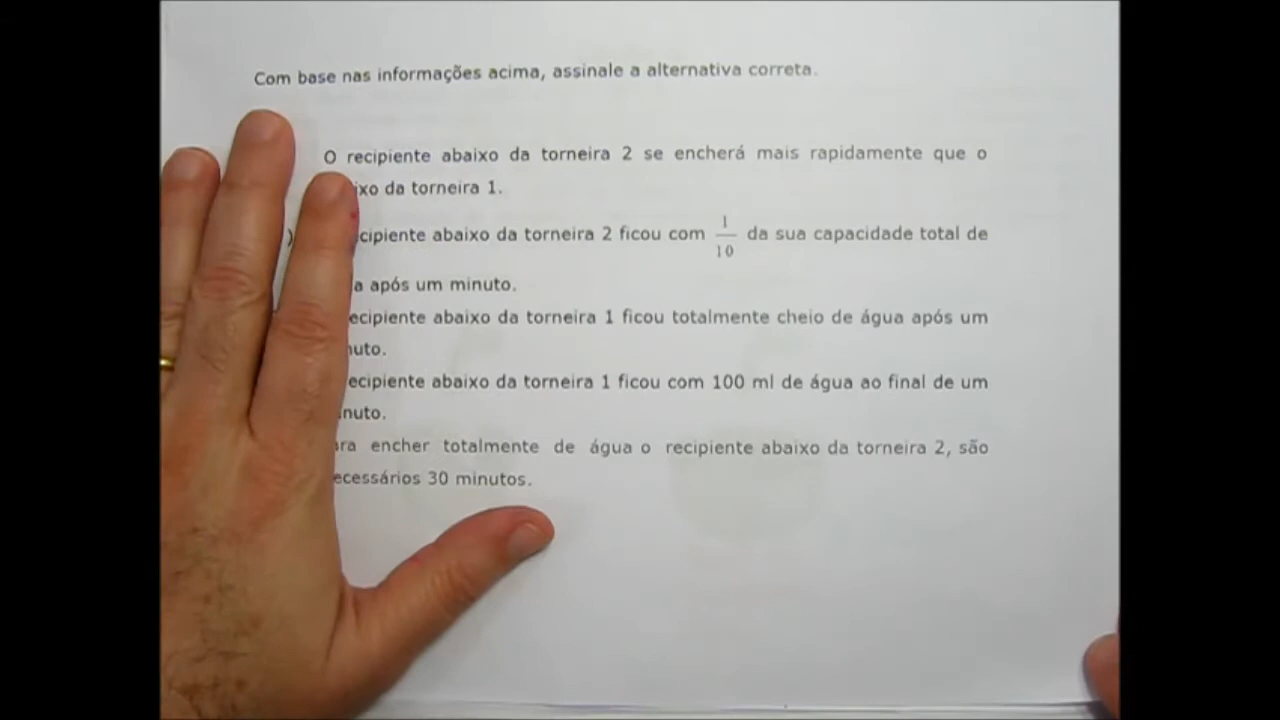 Com base nas informações acima, assinale a alternativa correta.
O recipiente abaixo da torneira 2 se encherá mais rapidamente que o
ixo da torneira 1.
) cipiente abaixo da torneira 2 ficou com 1/10 da sua capacidade total de
a após um minuto.
ecipiente abaixo da torneira 1 ficou totalmente cheio de água após um
nuto.
ecipiente abaixo da torneira 1 ficou com 100 ml de água ao final de um
nuto.
ra encher totalmente de água o recipiente abaixo da torneira 2, são
ecessários 30 minutos.